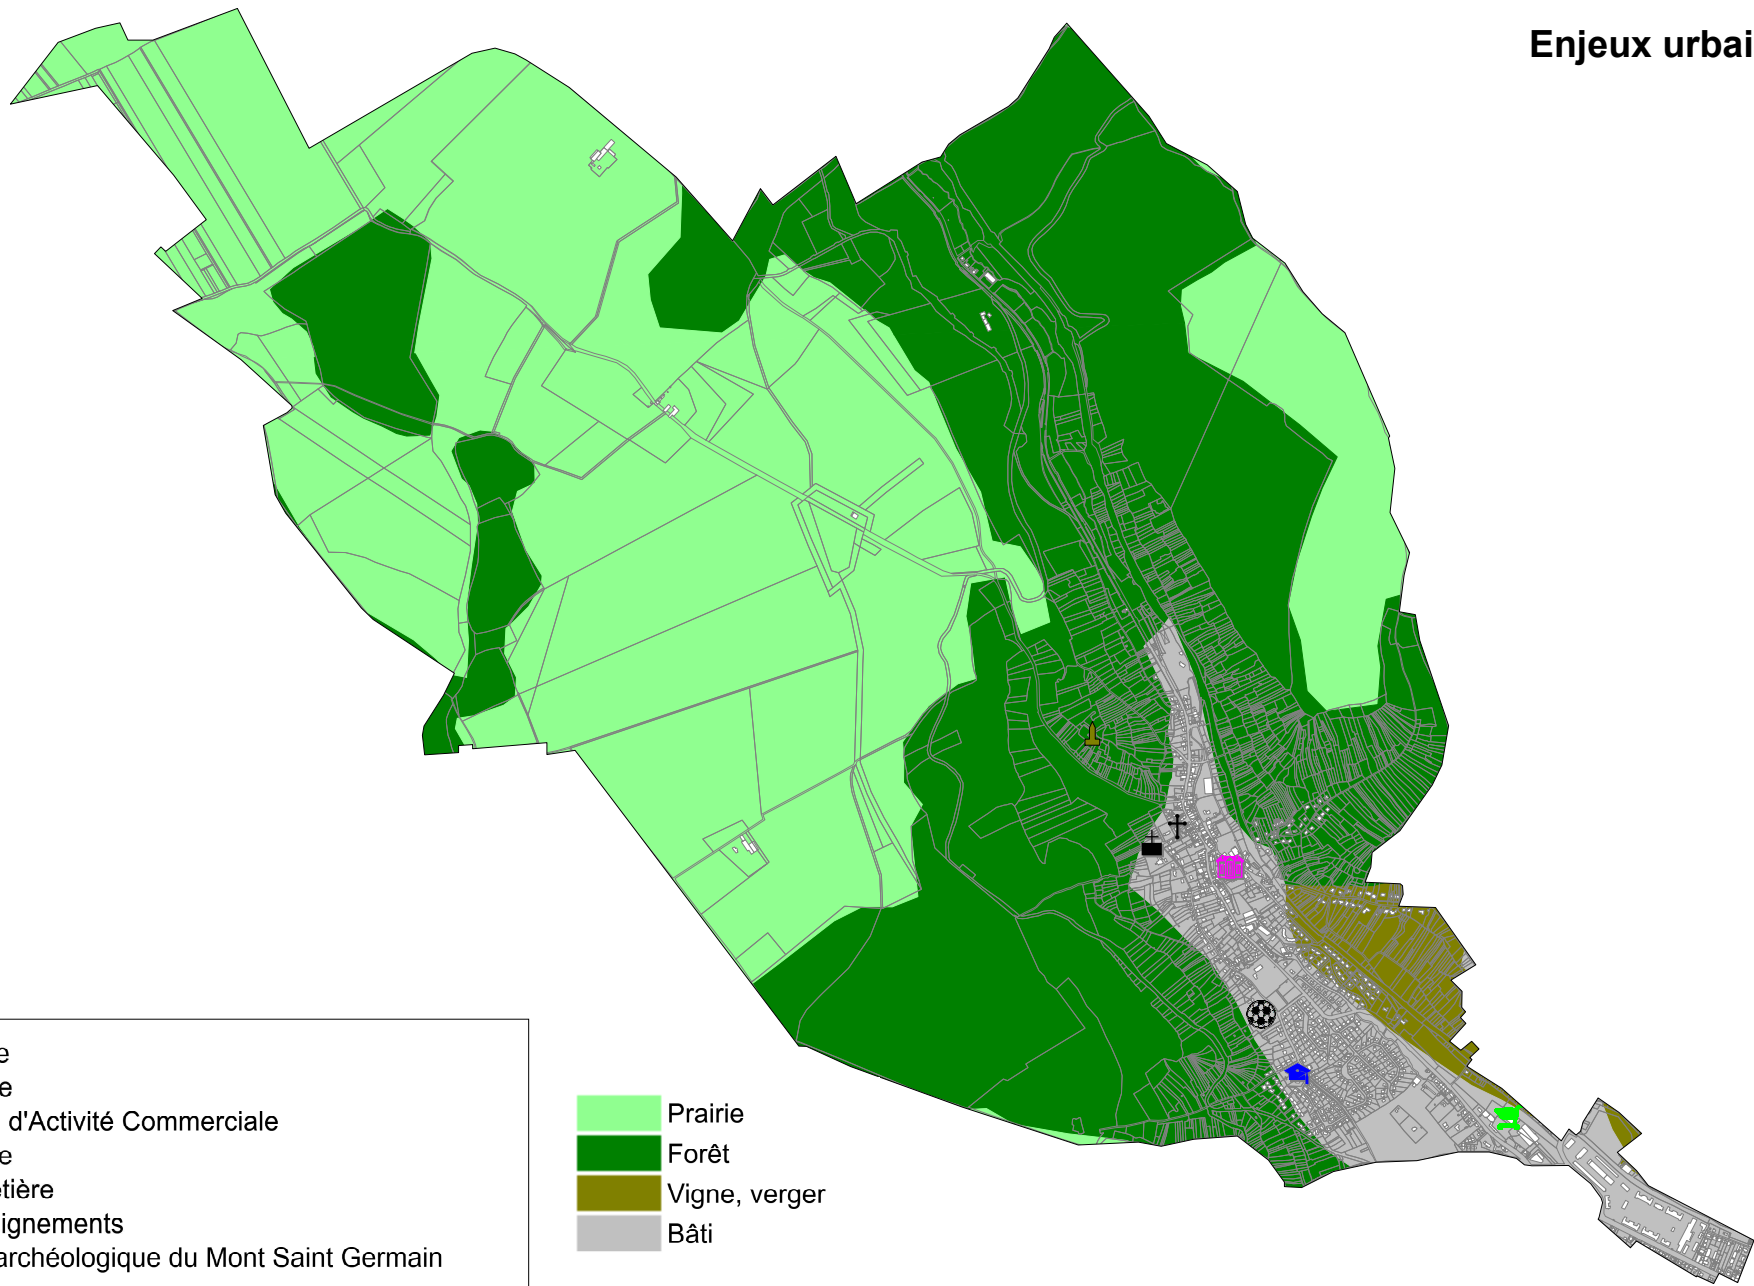 Enjeux urbai
e
e
d'Activité Commerciale
e
etière
ignements
archéologique du Mont Saint Germain
Prairie
Forêt
Vigne, verger
Bâti